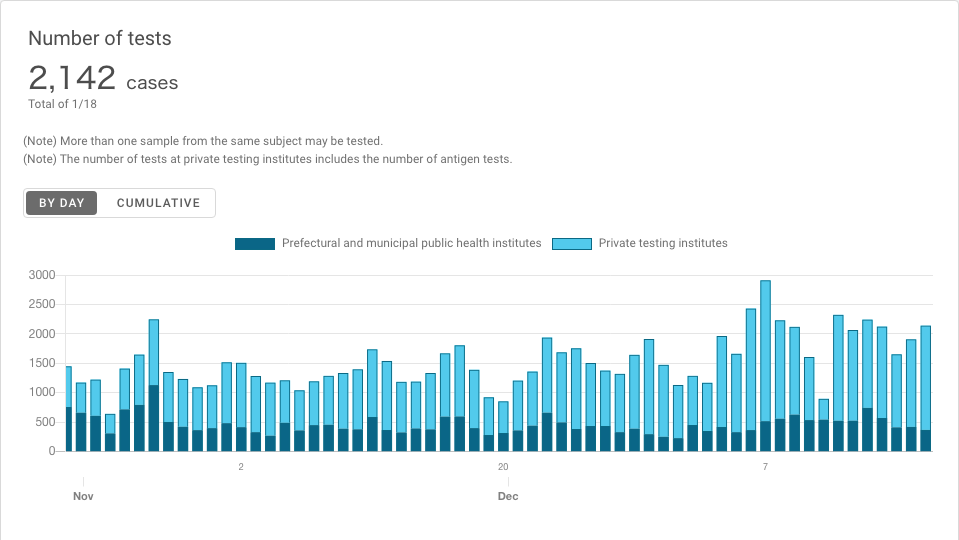 Number of tests
2,142 cases
Total of 1/18
(Note) More than one sample from the same subject may be tested.
(Note) The number of tests at private testing institutes includes the number of antigen tests.
BY DAY CUMULATIVE
Prefectural and municipal public health institutes Private testing institutes
3000
2500
2000
1500
1000
500
0
2 20 7
Nov Dec